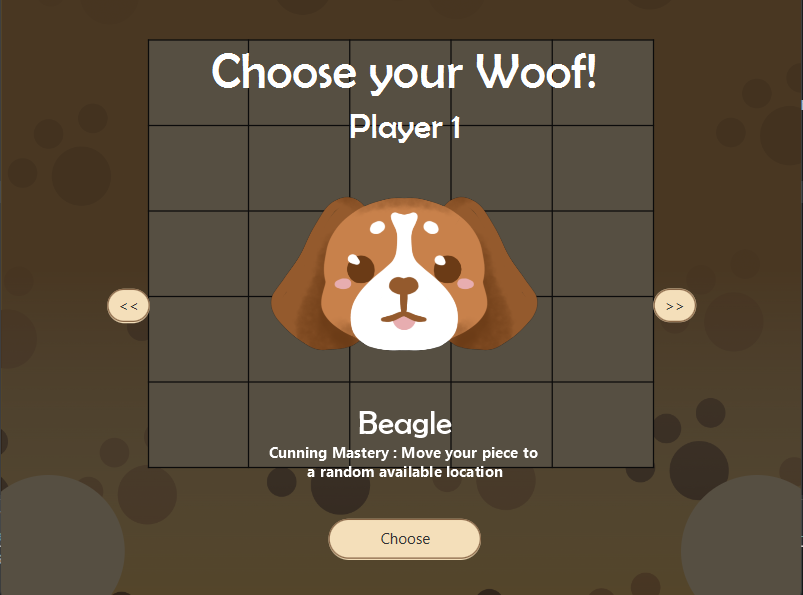 Choose your Woof!
Player 1
<<
>>
Beagle
Cunning Mastery : Move your piece to
a random available location
Choose